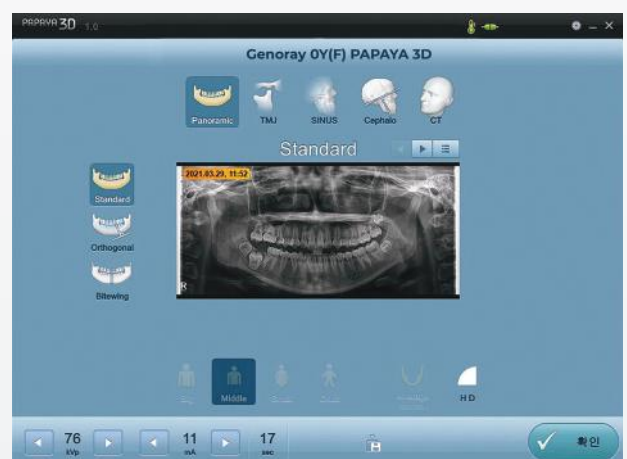 PAPAYA 3D 1.0
Genoray 0Y(F) PAPAYA 3D
Panoramic TMJ SINUS Cephalo CT
Standard
2021.03.29, 11:52
Standard
Orthogonal
Bitewing
R
Middle
HD
76 11 17
kVp mA sec
확인